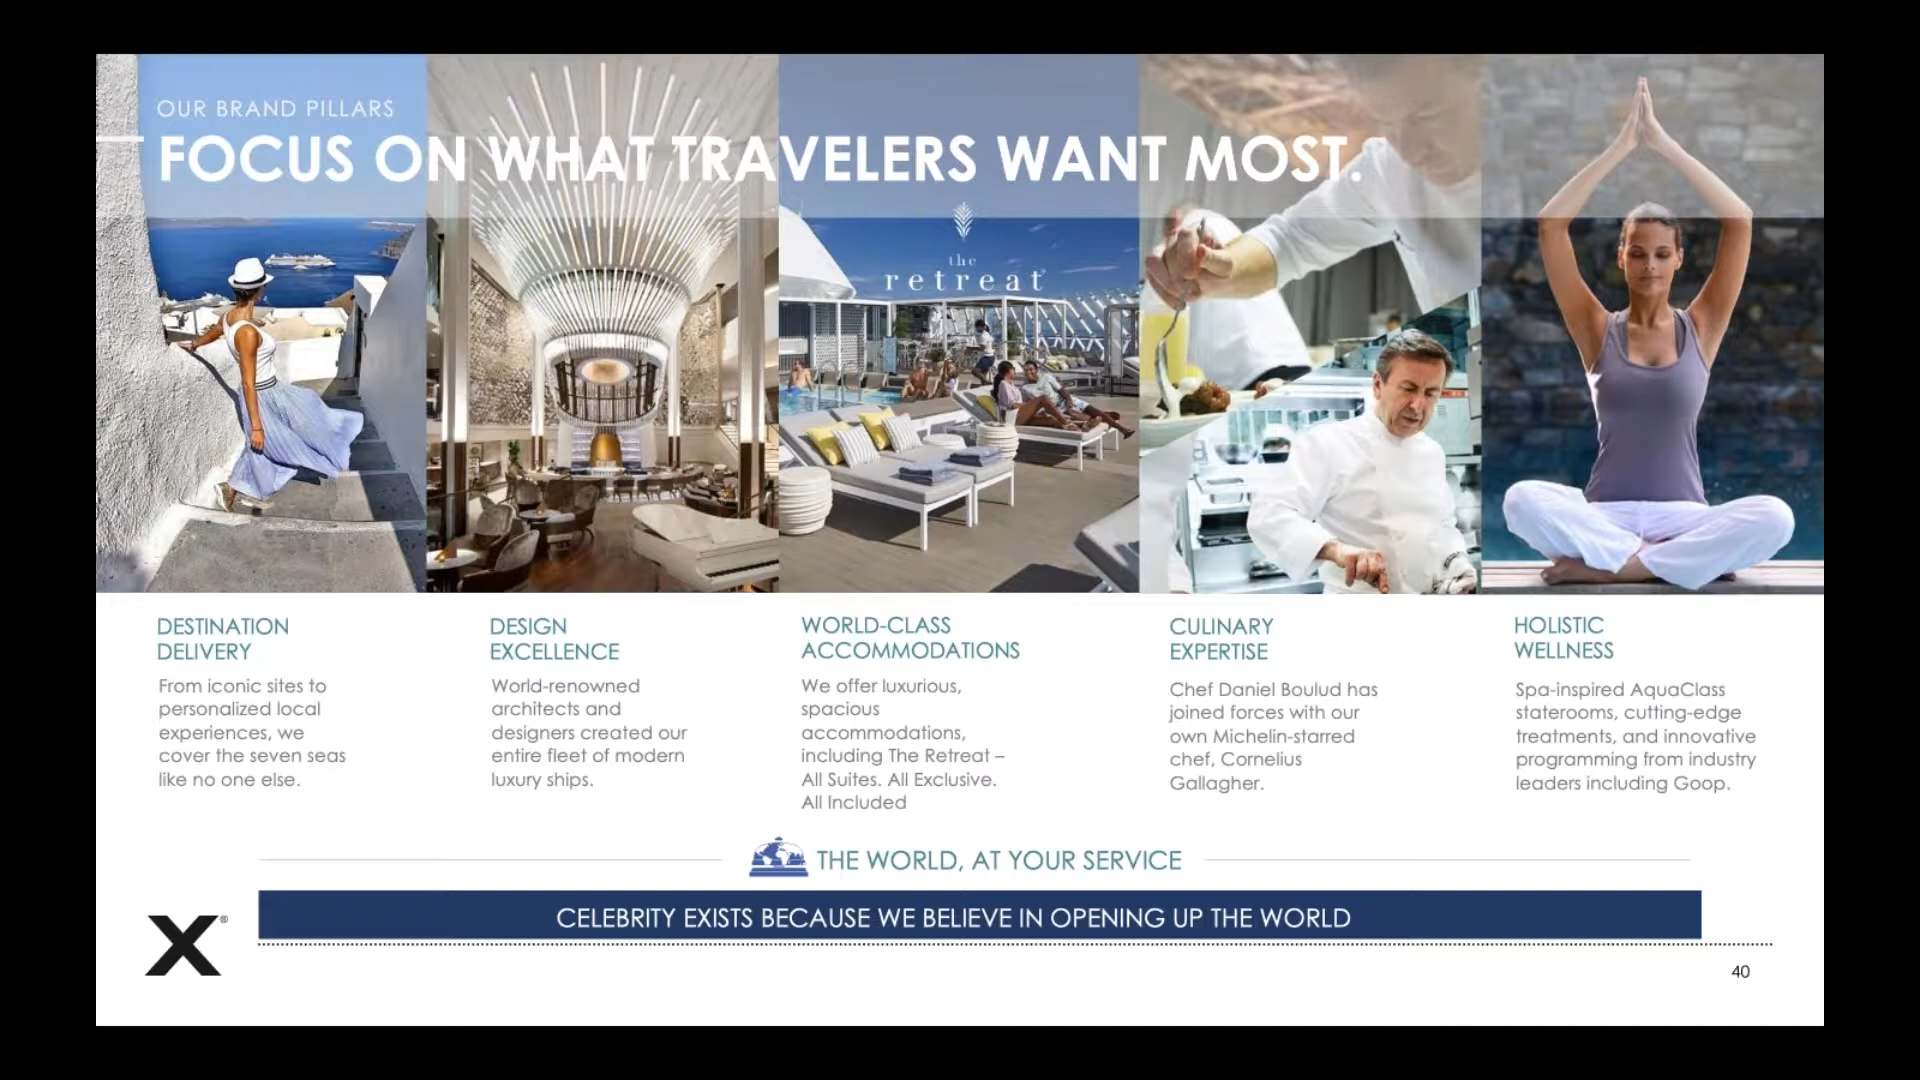 OUR BRAND PILLARS
FOCUS ON WHAT TRAVELERS WANT MOST.
the
retreat
DESTINATION
DELIVERY
From iconic sites to
personalized local
experiences, we
cover the seven seas
like no one else.
DESIGN
EXCELLENCE
World-renowned
architects and
designers created our
entire fleet of modern
luxury ships.
WORLD-CLASS
ACCOMMODATIONS
We offer luxurious,
spacious
accommodations,
including The Retreat –
All Suites. All Exclusive.
All Included
CULINARY
EXPERTISE
Chef Daniel Boulud has
joined forces with our
own Michelin-starred
chef, Cornelius
Gallagher.
HOLISTIC
WELLNESS
Spa-inspired AquaClass
staterooms, cutting-edge
treatments, and innovative
programming from industry
leaders including Goop.
THE WORLD, AT YOUR SERVICE
X®
CELEBRITY EXISTS BECAUSE WE BELIEVE IN OPENING UP THE WORLD
40